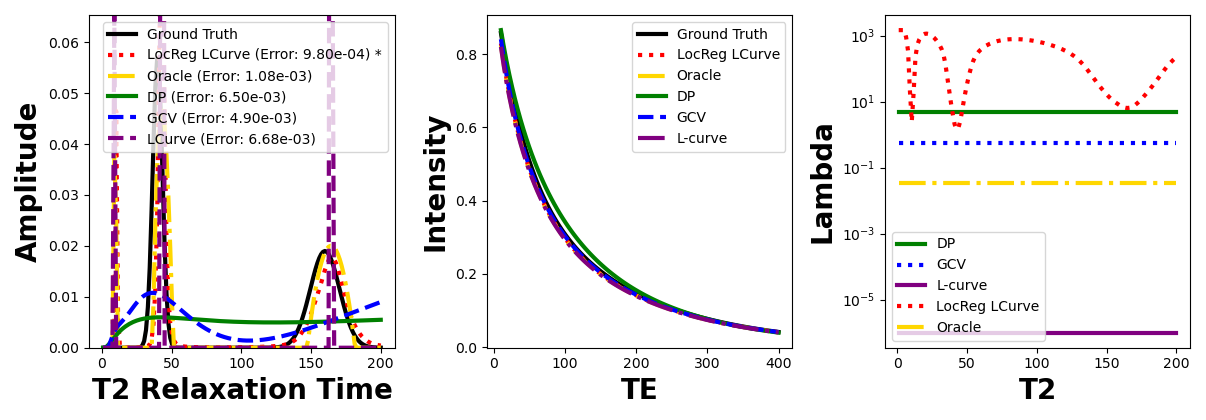 Amplitude
0.06
0.05
0.04
0.03
0.02
0.01
0.00
Ground Truth
LocReg LCurve (Error: 9.80e-04) *
Oracle (Error: 1.08e-03)
DP (Error: 6.50e-03)
GCV (Error: 4.90e-03)
LCurve (Error: 6.68e-03)
0 50 100 150 200
T2 Relaxation Time
Intensity
0.8
0.6
0.4
0.2
0.0
Ground Truth
LocReg LCurve
Oracle
DP
GCV
L-curve
0 100 200 300 400
TE
Lambda
10³
10¹
10⁻¹
10⁻³
10⁻⁵
DP
GCV
L-curve
LocReg LCurve
Oracle
0 50 100 150 200
T2